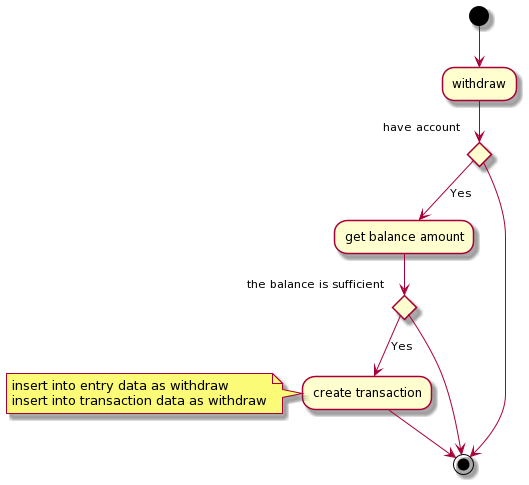 withdraw
have account
Yes
get balance amount
the balance is sufficient
Yes
insert into entry data as withdraw
insert into transaction data as withdraw
create transaction